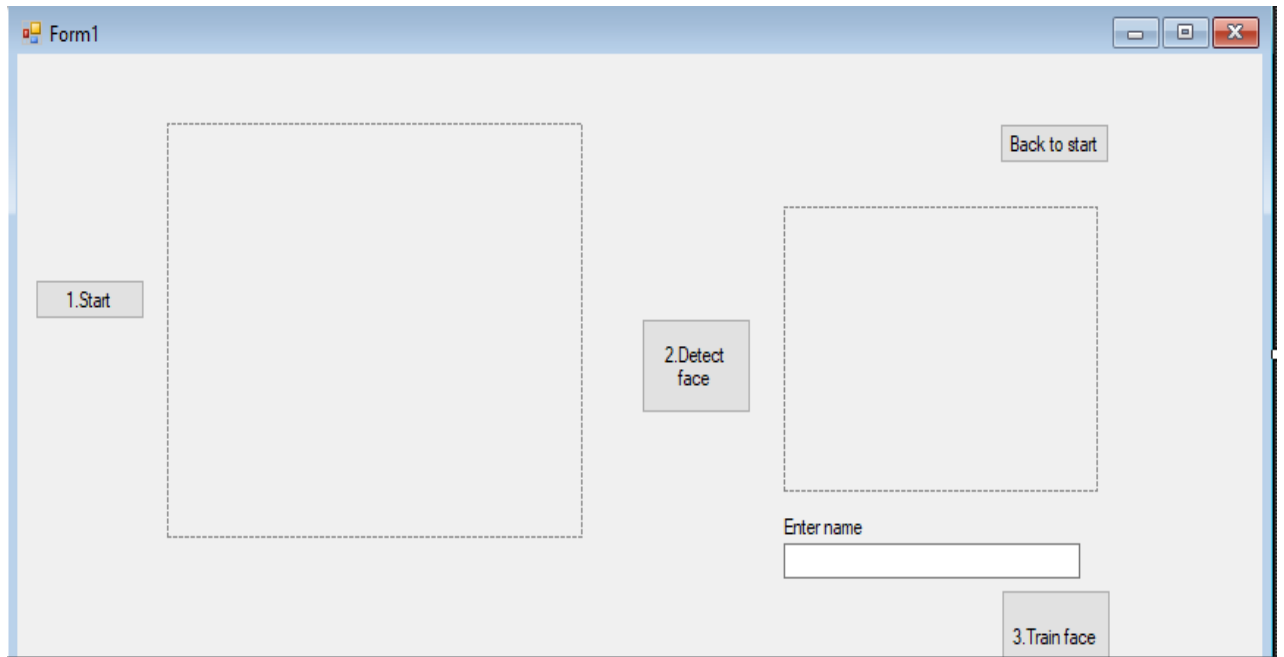 Form1
Back to start
1.Start
2.Detect
face
Enter name
3.Train face